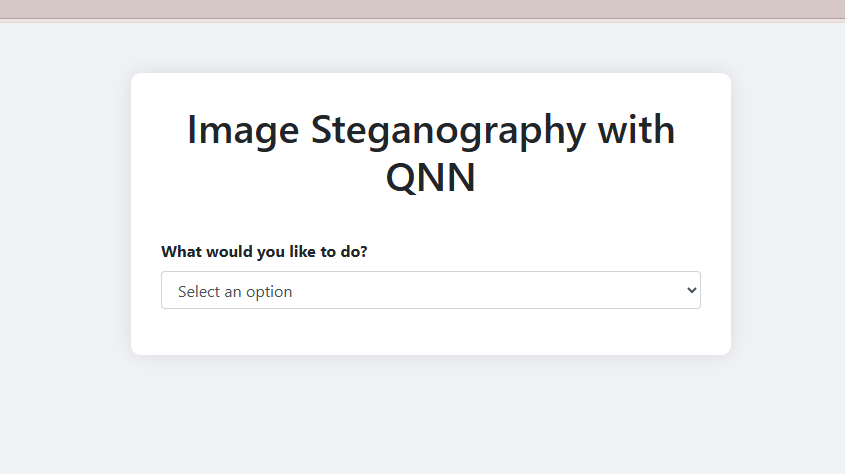 Image Steganography with
QNN
What would you like to do?
Select an option